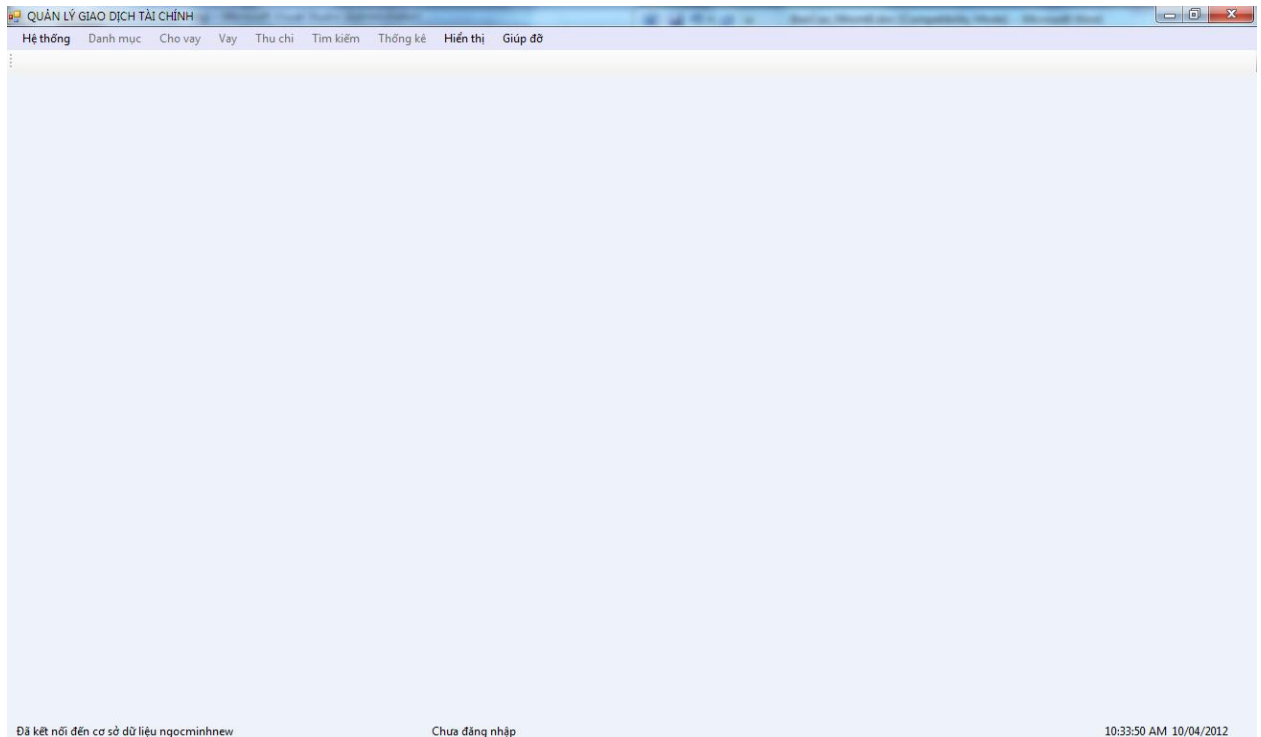 QUẢN LÝ GIAO DỊCH TÀI CHÍNH
Hệ thống Danh mục Cho vay Vay Thu chi Tìm kiếm Thống kê Hiển thị Giúp đỡ
Đã kết nối đến cơ sở dữ liệu ngocminhnew Chưa đăng nhập 10:33:50 AM 10/04/2012